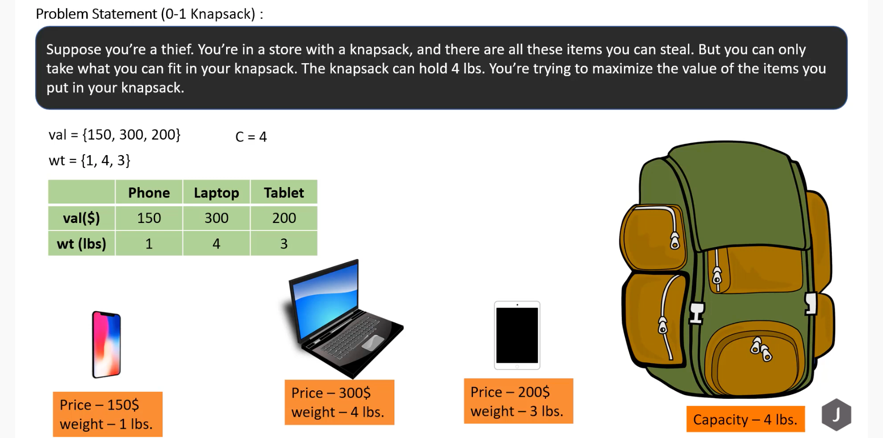 Problem Statement (0-1 Knapsack) :
Suppose you're a thief. You're in a store with a knapsack, and there are all these items you can steal. But you can only
take what you can fit in your knapsack. The knapsack can hold 4 lbs. You're trying to maximize the value of the items you
put in your knapsack.
val = {150, 300, 200} C = 4
wt = {1, 4, 3}
Phone Laptop Tablet
val($) 150 300 200
wt (lbs) 1 4 3
Price – 150$
weight – 1 lbs.
Price – 300$
weight – 4 lbs.
Price – 200$
weight – 3 lbs.
Capacity – 4 lbs.
J